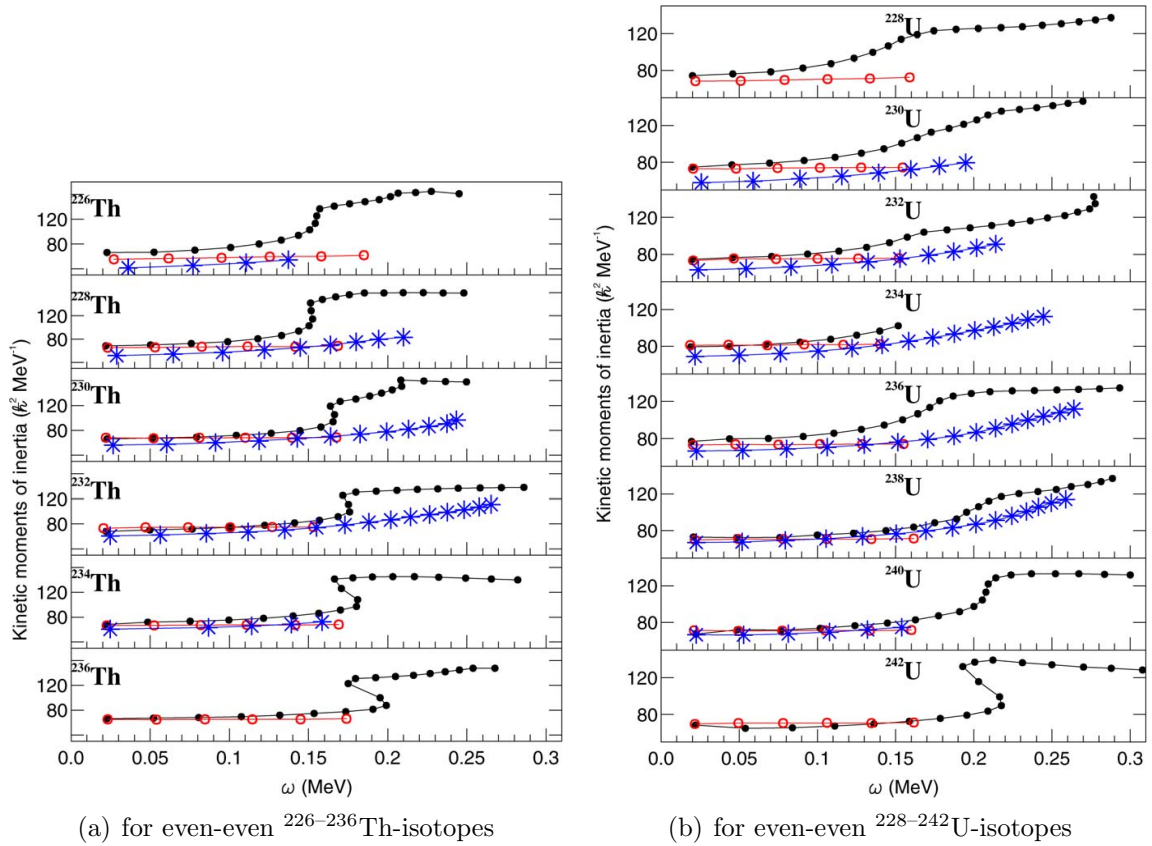 Kinetic moments of inertia (ℏ² MeV⁻¹)
²²⁶Th
120
80
²²⁸Th
120
80
²³⁰Th
120
80
²³²Th
120
80
²³⁴Th
120
80
²³⁶Th
120
80
0.0 0.05 0.1 0.15 0.2 0.25 0.3
ω (MeV)
(a) for even-even ²²⁶⁻²³⁶Th-isotopes
Kinetic moments of inertia (ℏ² MeV⁻¹)
²²⁸U
120
80
²³⁰U
120
80
²³²U
120
80
²³⁴U
120
80
²³⁶U
120
80
²³⁸U
120
80
²⁴⁰U
120
80
²⁴²U
120
80
0.0 0.05 0.1 0.15 0.2 0.25 0.3
ω (MeV)
(b) for even-even ²²⁸⁻²⁴²U-isotopes